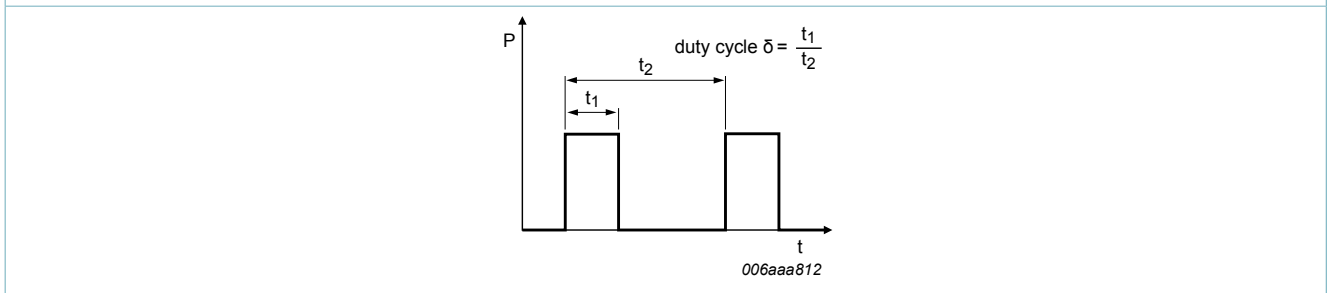 P
duty cycle δ = t1
t2
t2
t1
t
006aaa812